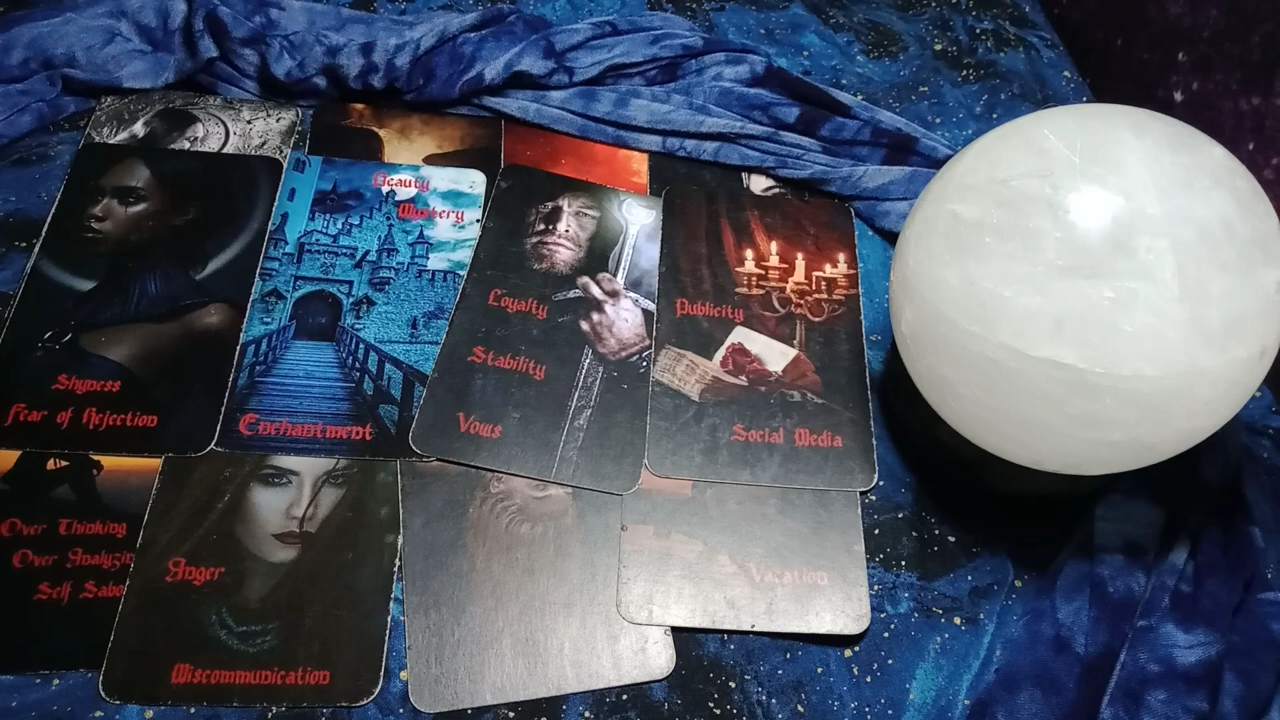 Shyness
Fear of Rejection
Beauty
Mystery
Enchantment
Loyalty
Stability
Vows
Publicity
Social Media
Over Thinking
Over Analyzin
Self Sabo
Anger
Miscommunication
Vacation